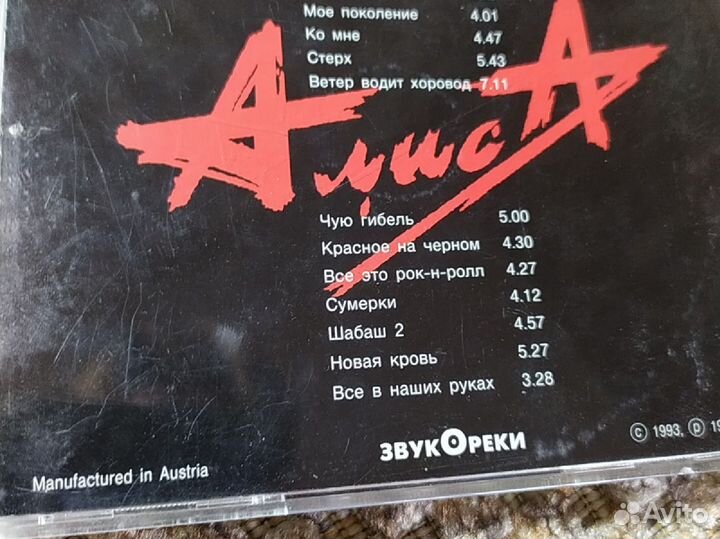 Мое поколение 4.01
Ко мне 4.47
Стерх 5.43
Ветер водит хоровод 7.11
АлисА
Чую гибель 5.00
Красное на черном 4.30
Все это рок-н-ролл 4.27
Сумерки 4.12
Шабаш 2 4.57
Новая кровь 5.27
Все в наших руках 3.28
ЗВУКОРЕКИ
© 1993, ℗
Manufactured in Austria
Avito